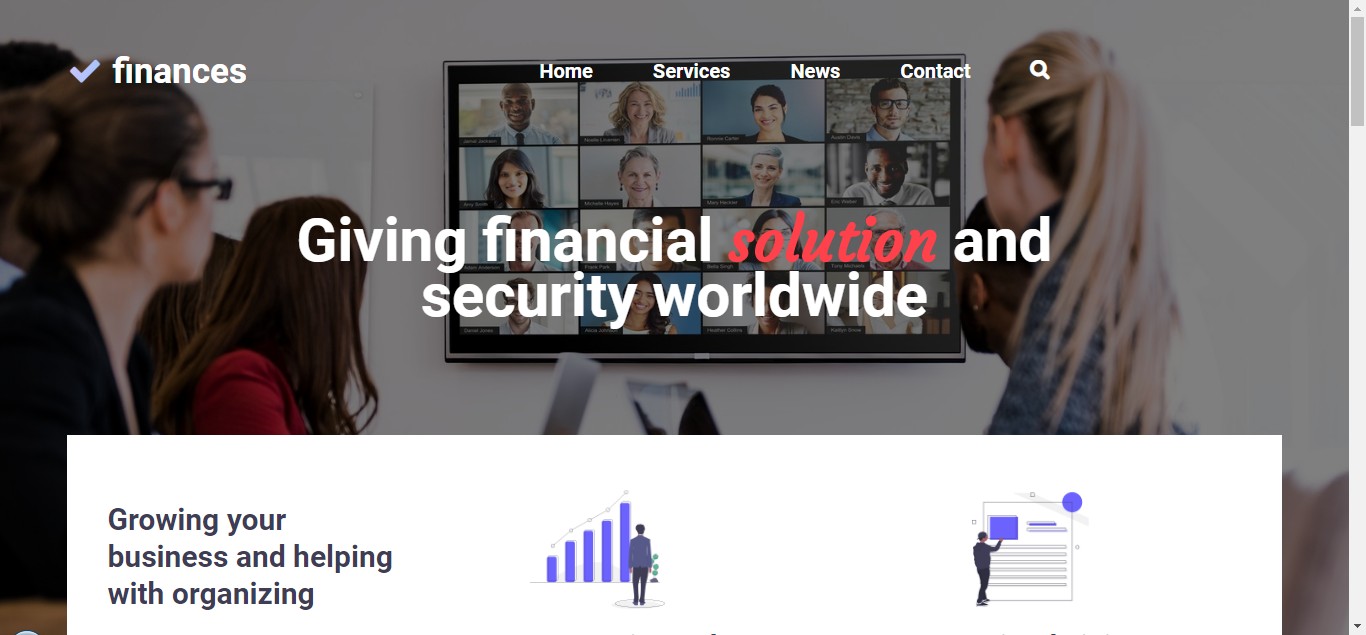 finances
Home
Services
News
Contact
Giving financial solution and
security worldwide
Growing your
business and helping
with organizing